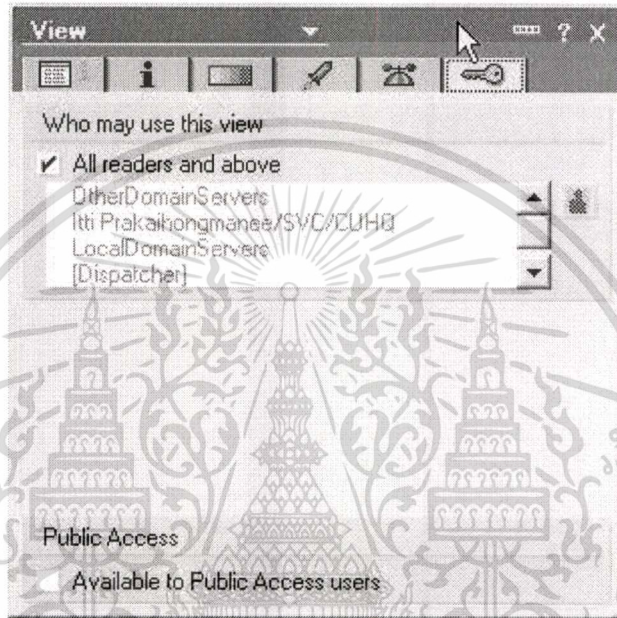 View
? X
Who may use this view
All readers and above
OtherDomainServers
Itti Prakaihongmanee/SVC/CUHQ
LocalDomainServers
[Dispatcher]
Public Access
Available to Public Access users